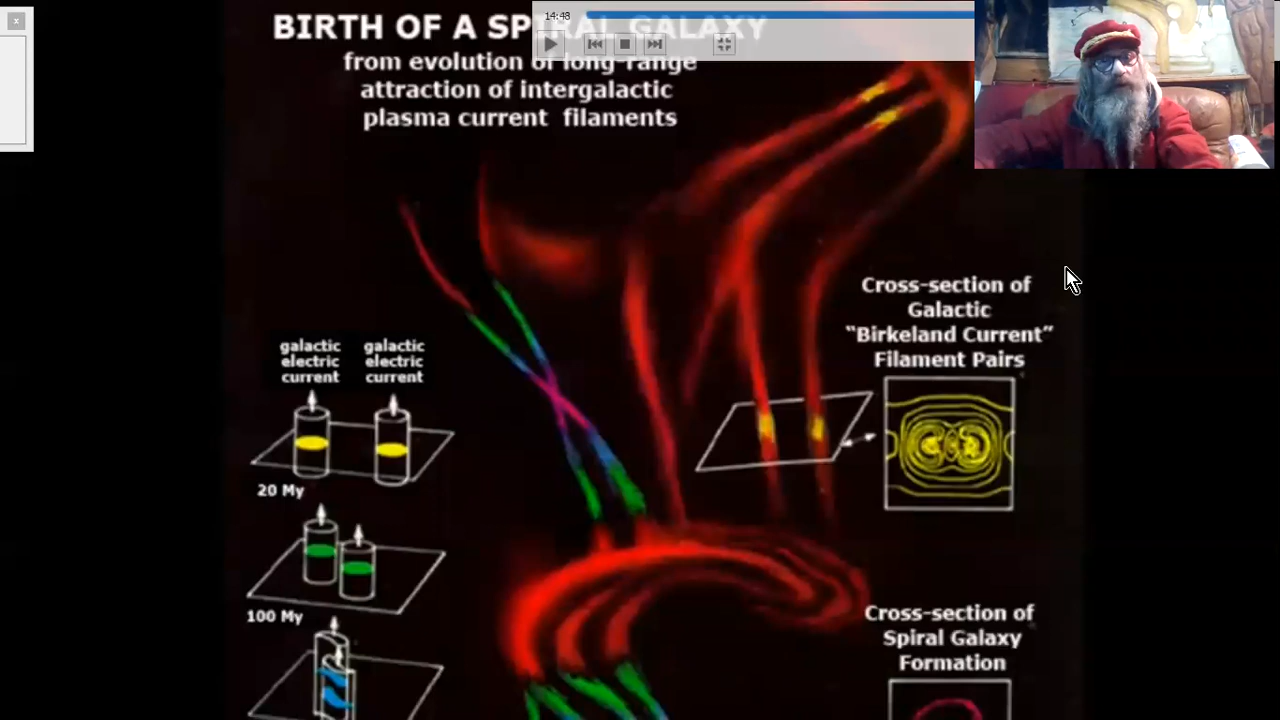 14:48
BIRTH OF A SPIRAL GALAXY
from evolution of long-range
attraction of intergalactic
plasma current filaments
galactic
electric
current
galactic
electric
current
20 My
100 My
Cross-section of
Galactic
“Birkeland Current”
Filament Pairs
Cross-section of
Spiral Galaxy
Formation